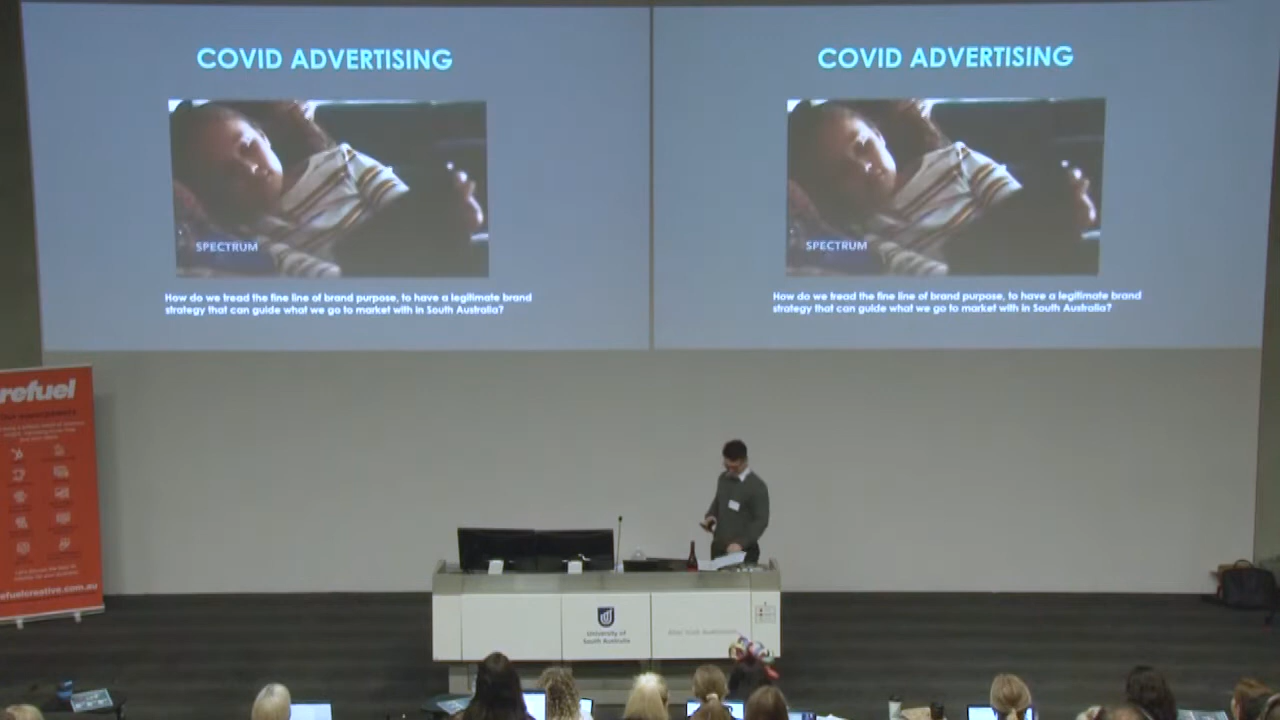 COVID ADVERTISING
SPECTRUM
How do we tread the fine line of brand purpose, to have a legitimate brand
strategy that can guide what we go to market with in South Australia?
COVID ADVERTISING
SPECTRUM
How do we tread the fine line of brand purpose, to have a legitimate brand
strategy that can guide what we go to market with in South Australia?
refuel
efuelcreative.com.au
University of
South Australia